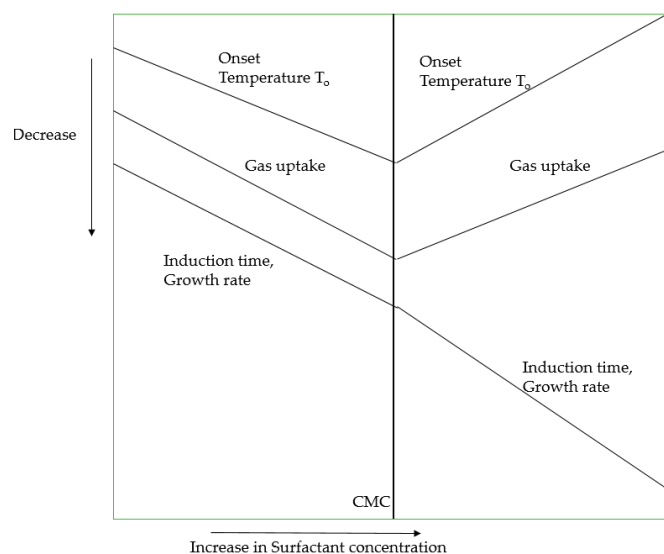 Onset
Temperature Tₒ
Onset
Temperature Tₒ
Decrease
Gas uptake
Gas uptake
Induction time,
Growth rate
Induction time,
Growth rate
CMC
Increase in Surfactant concentration